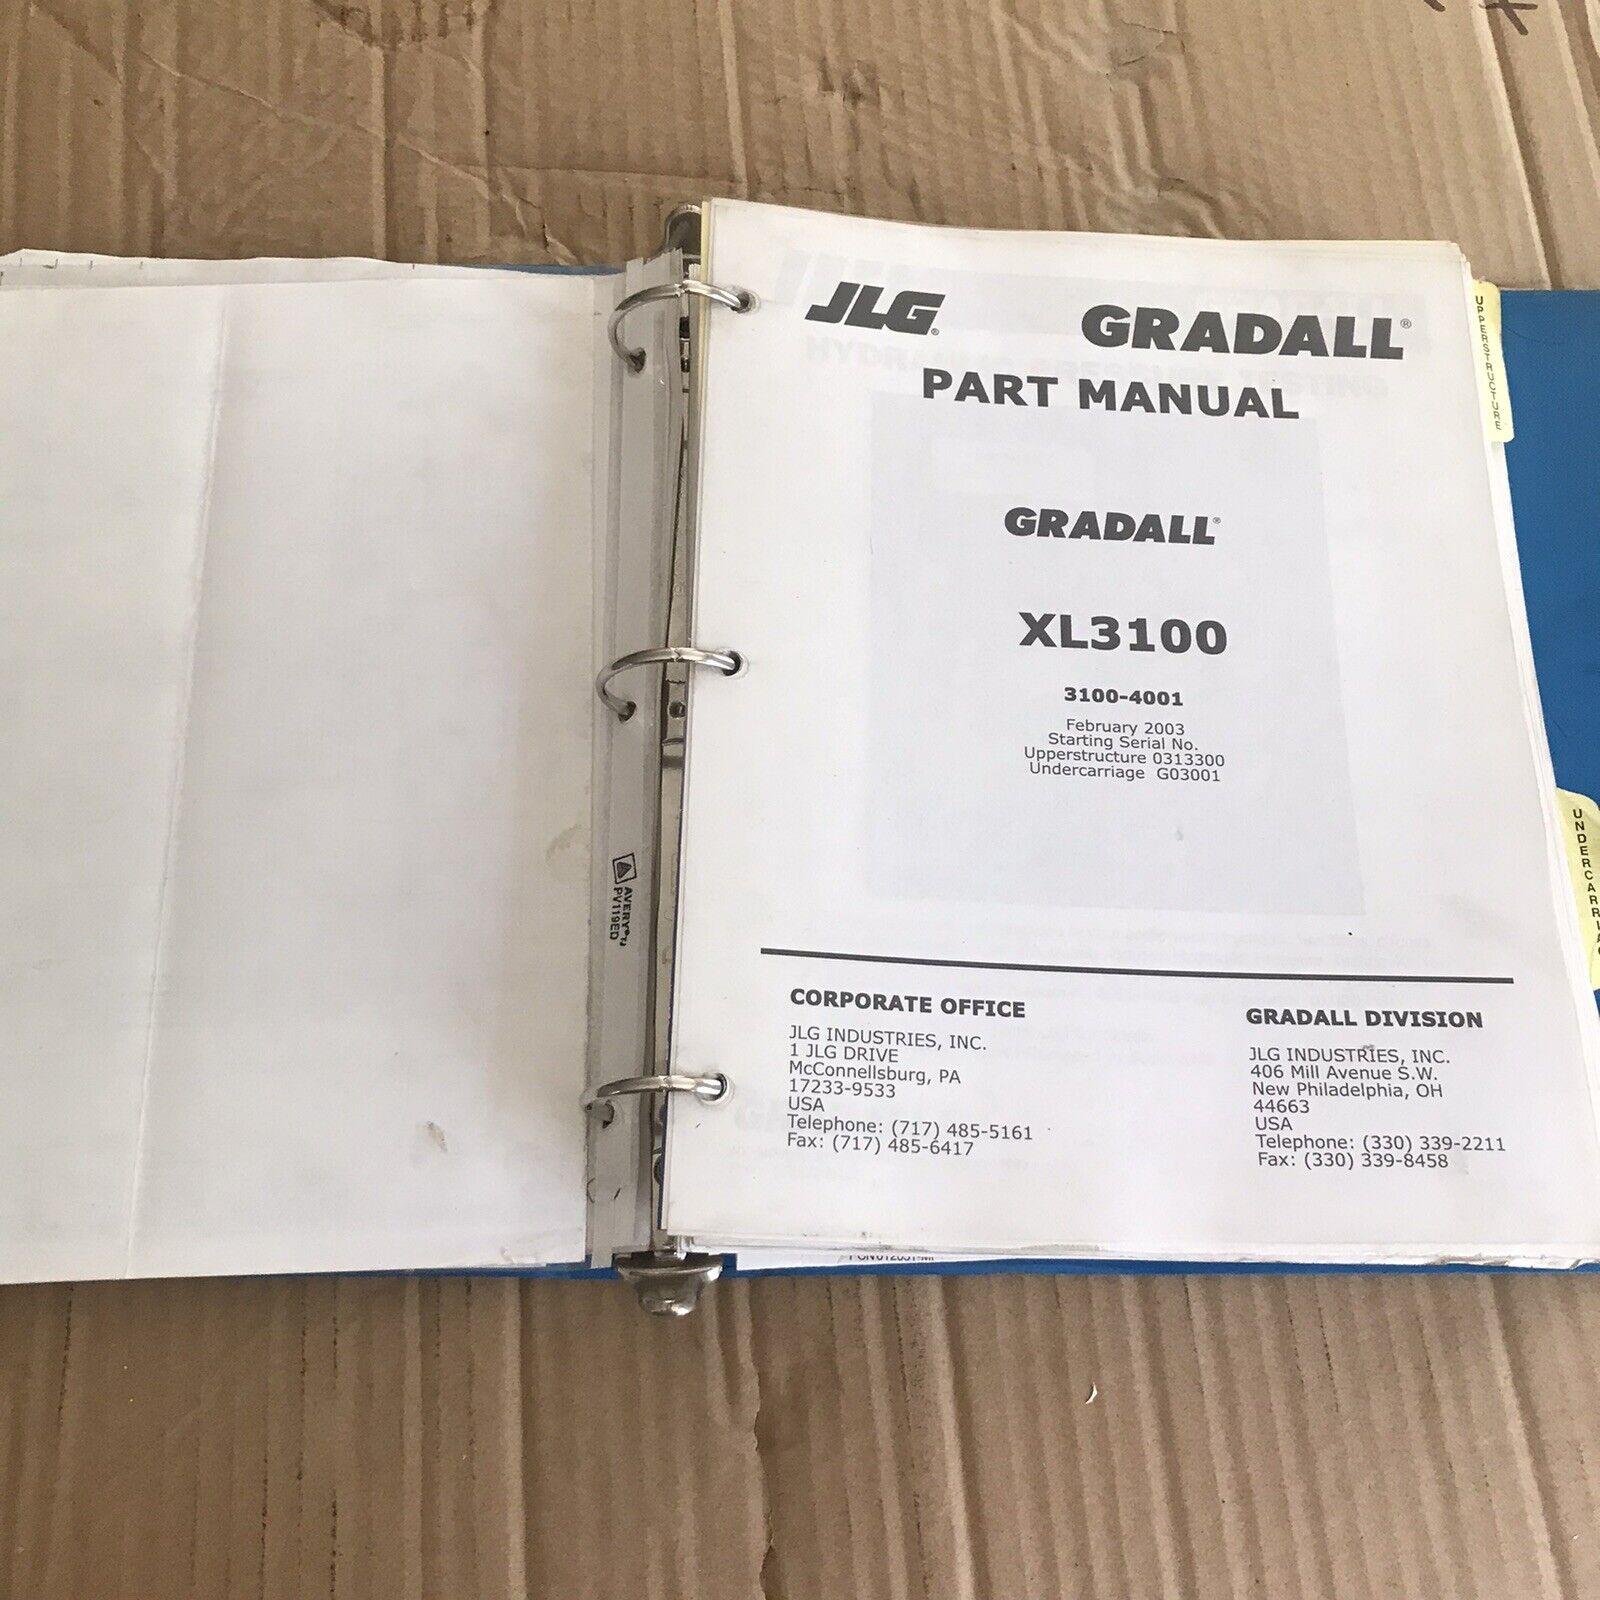 JLG®
GRADALL®
PART MANUAL
GRADALL®
XL3100
3100-4001
February 2003
Starting Serial No.
Upperstructure 0313300
Undercarriage G03001
CORPORATE OFFICE
JLG INDUSTRIES, INC.
1 JLG DRIVE
McConnellsburg, PA
17233-9533
USA
Telephone: (717) 485-5161
Fax: (717) 485-6417
GRADALL DIVISION
JLG INDUSTRIES, INC.
406 Mill Avenue S.W.
New Philadelphia, OH
44663
USA
Telephone: (330) 339-2211
Fax: (330) 339-8458
UPPERSTRUCTURE
AVERY®
PV119ED